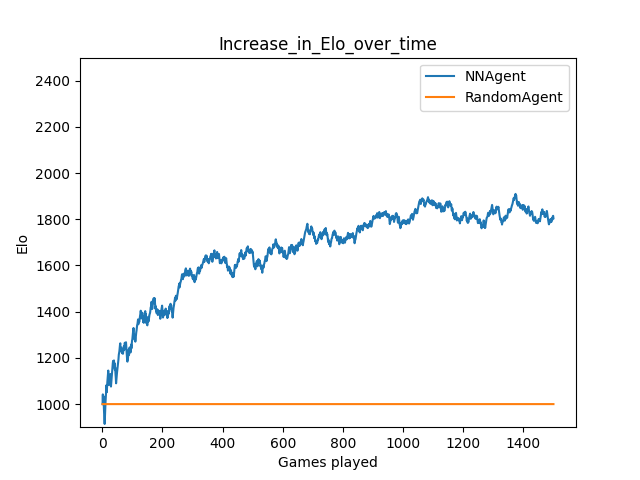 Increase_in_Elo_over_time
NNAgent
RandomAgent
2400
2200
2000
1800
1600
1400
1200
1000
Elo
0 200 400 600 800 1000 1200 1400
Games played